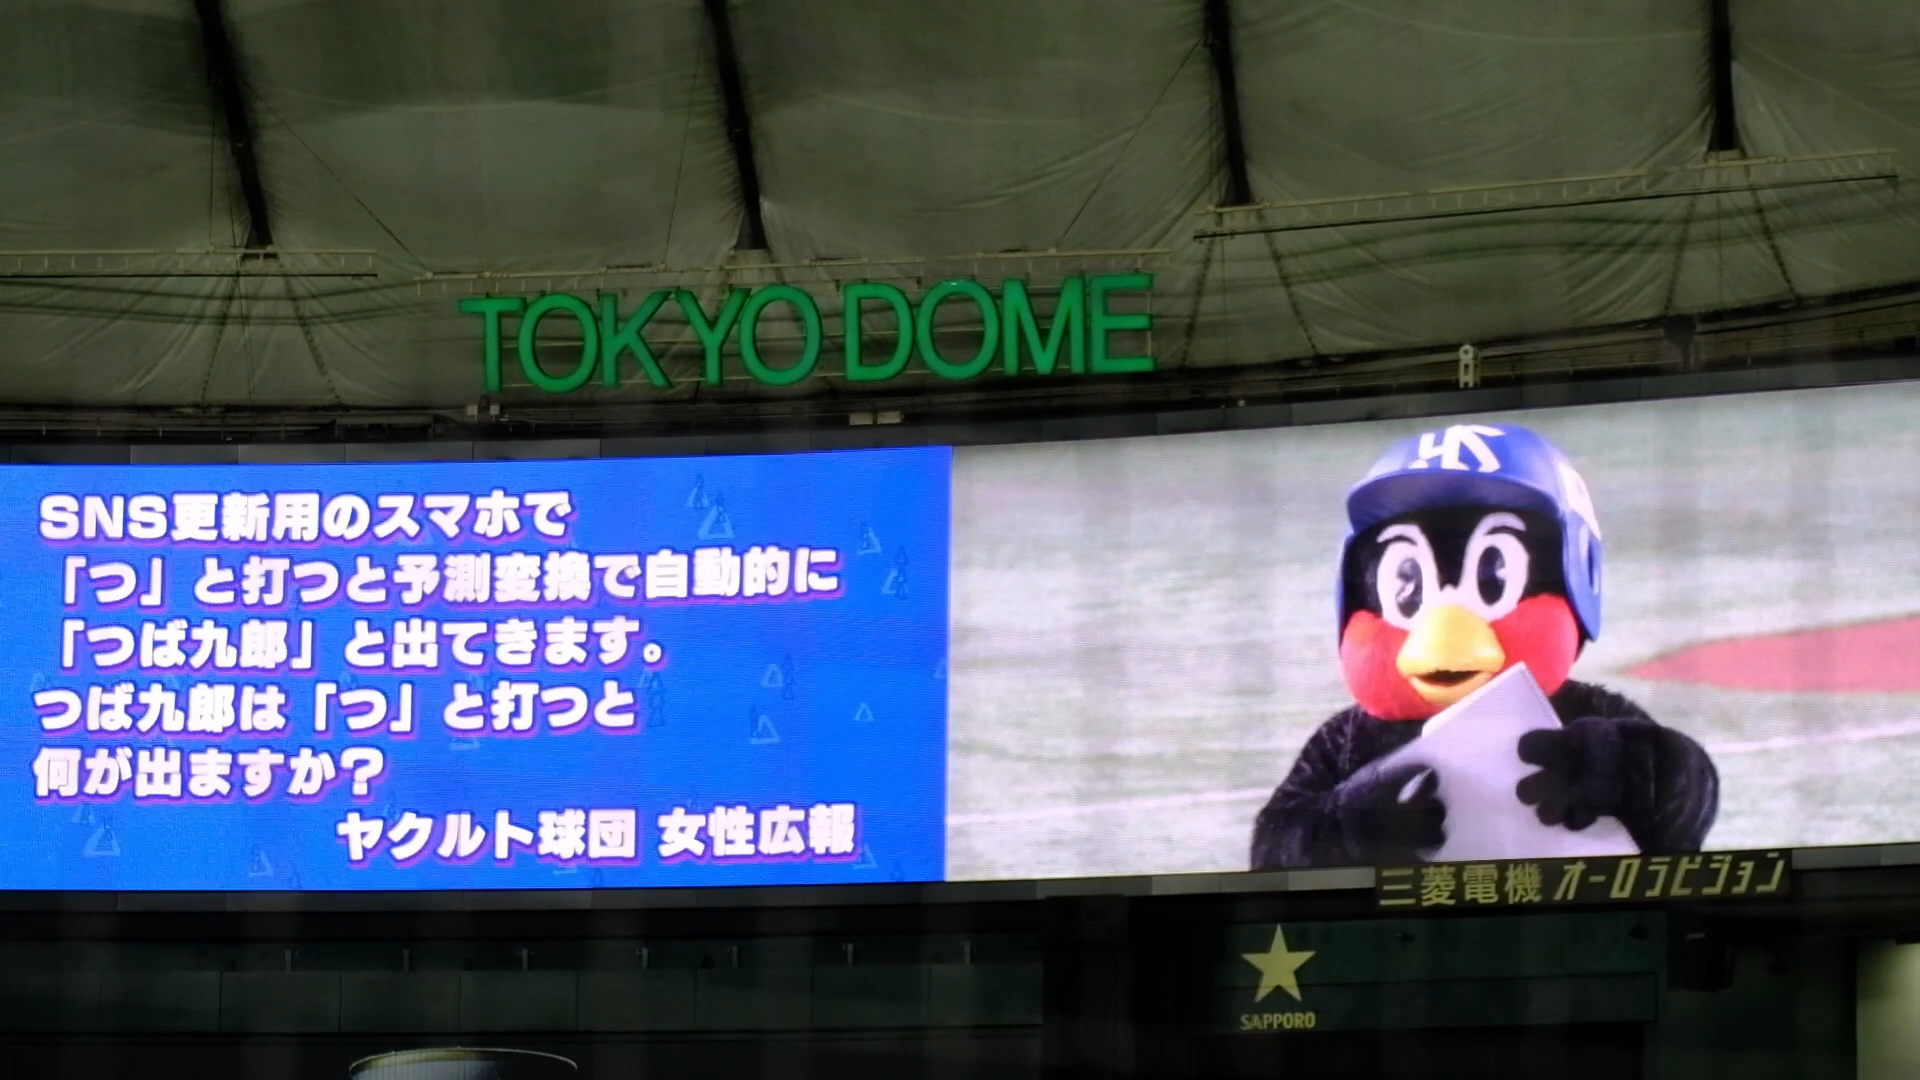 TOKYO DOME
SNS更新用のスマホで
「つ」と打つと予測変換で自動的に
「つば九郎」と出てきます。
つば九郎は「つ」と打つと
何が出ますか?
ヤクルト球団 女性広報
YS
三菱電機 オーロラビジョン
SAPPORO